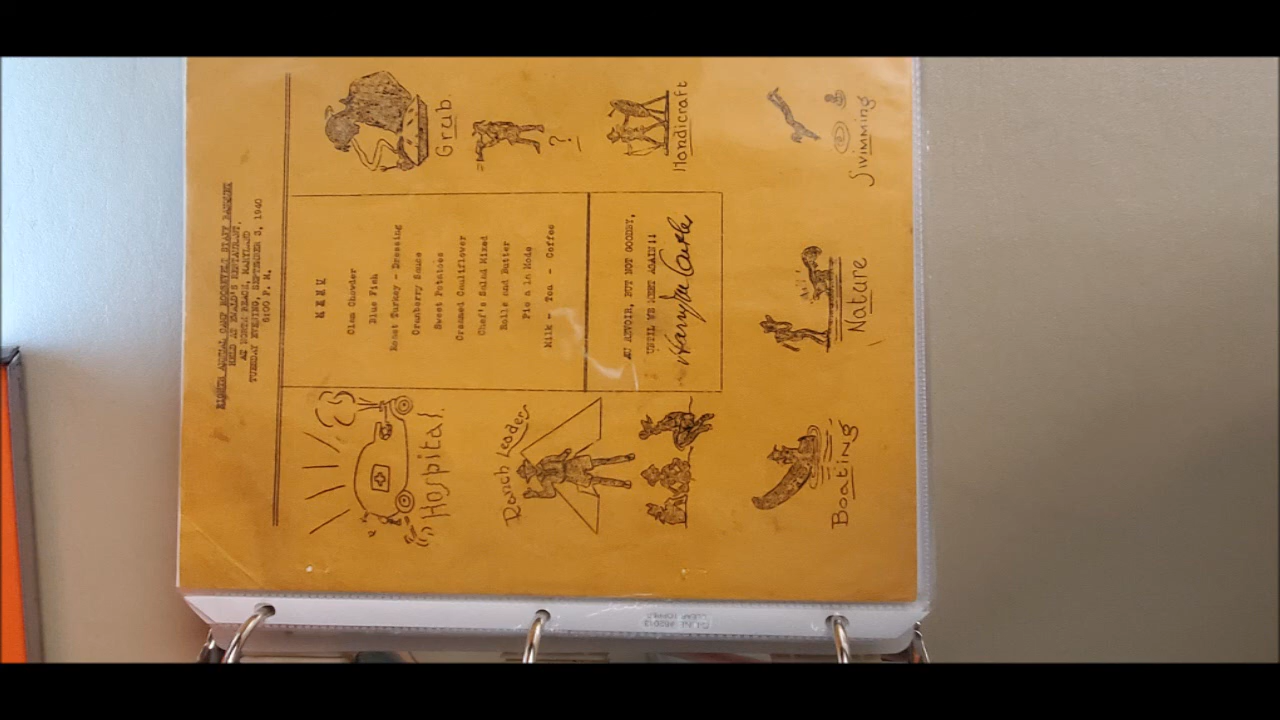 EIGHTH ANNUAL CAMP ROOSEVELT STAFF BANQUET
HELD AT EWALD'S RESTAURANT,
AT NORTH BEACH, MARYLAND
TUESDAY EVENING, SEPTEMBER 3, 1940
6:00 P. M.
MENU
Clam Chowder
Blue Fish
Roast Turkey - Dressing
Cranberry Sauce
Sweet Potatoes
Creamed Cauliflower
Chef's Salad Mixed
Rolls and Butter
Pie a la Mode
Milk - Tea - Coffee
AU REVOIR, BUT NOT GOODBY,
UNTIL WE MEET AGAIN!!
Hospital.
Grub.
Ranch Leader
?
Handicraft
Boating
Nature
Swimming